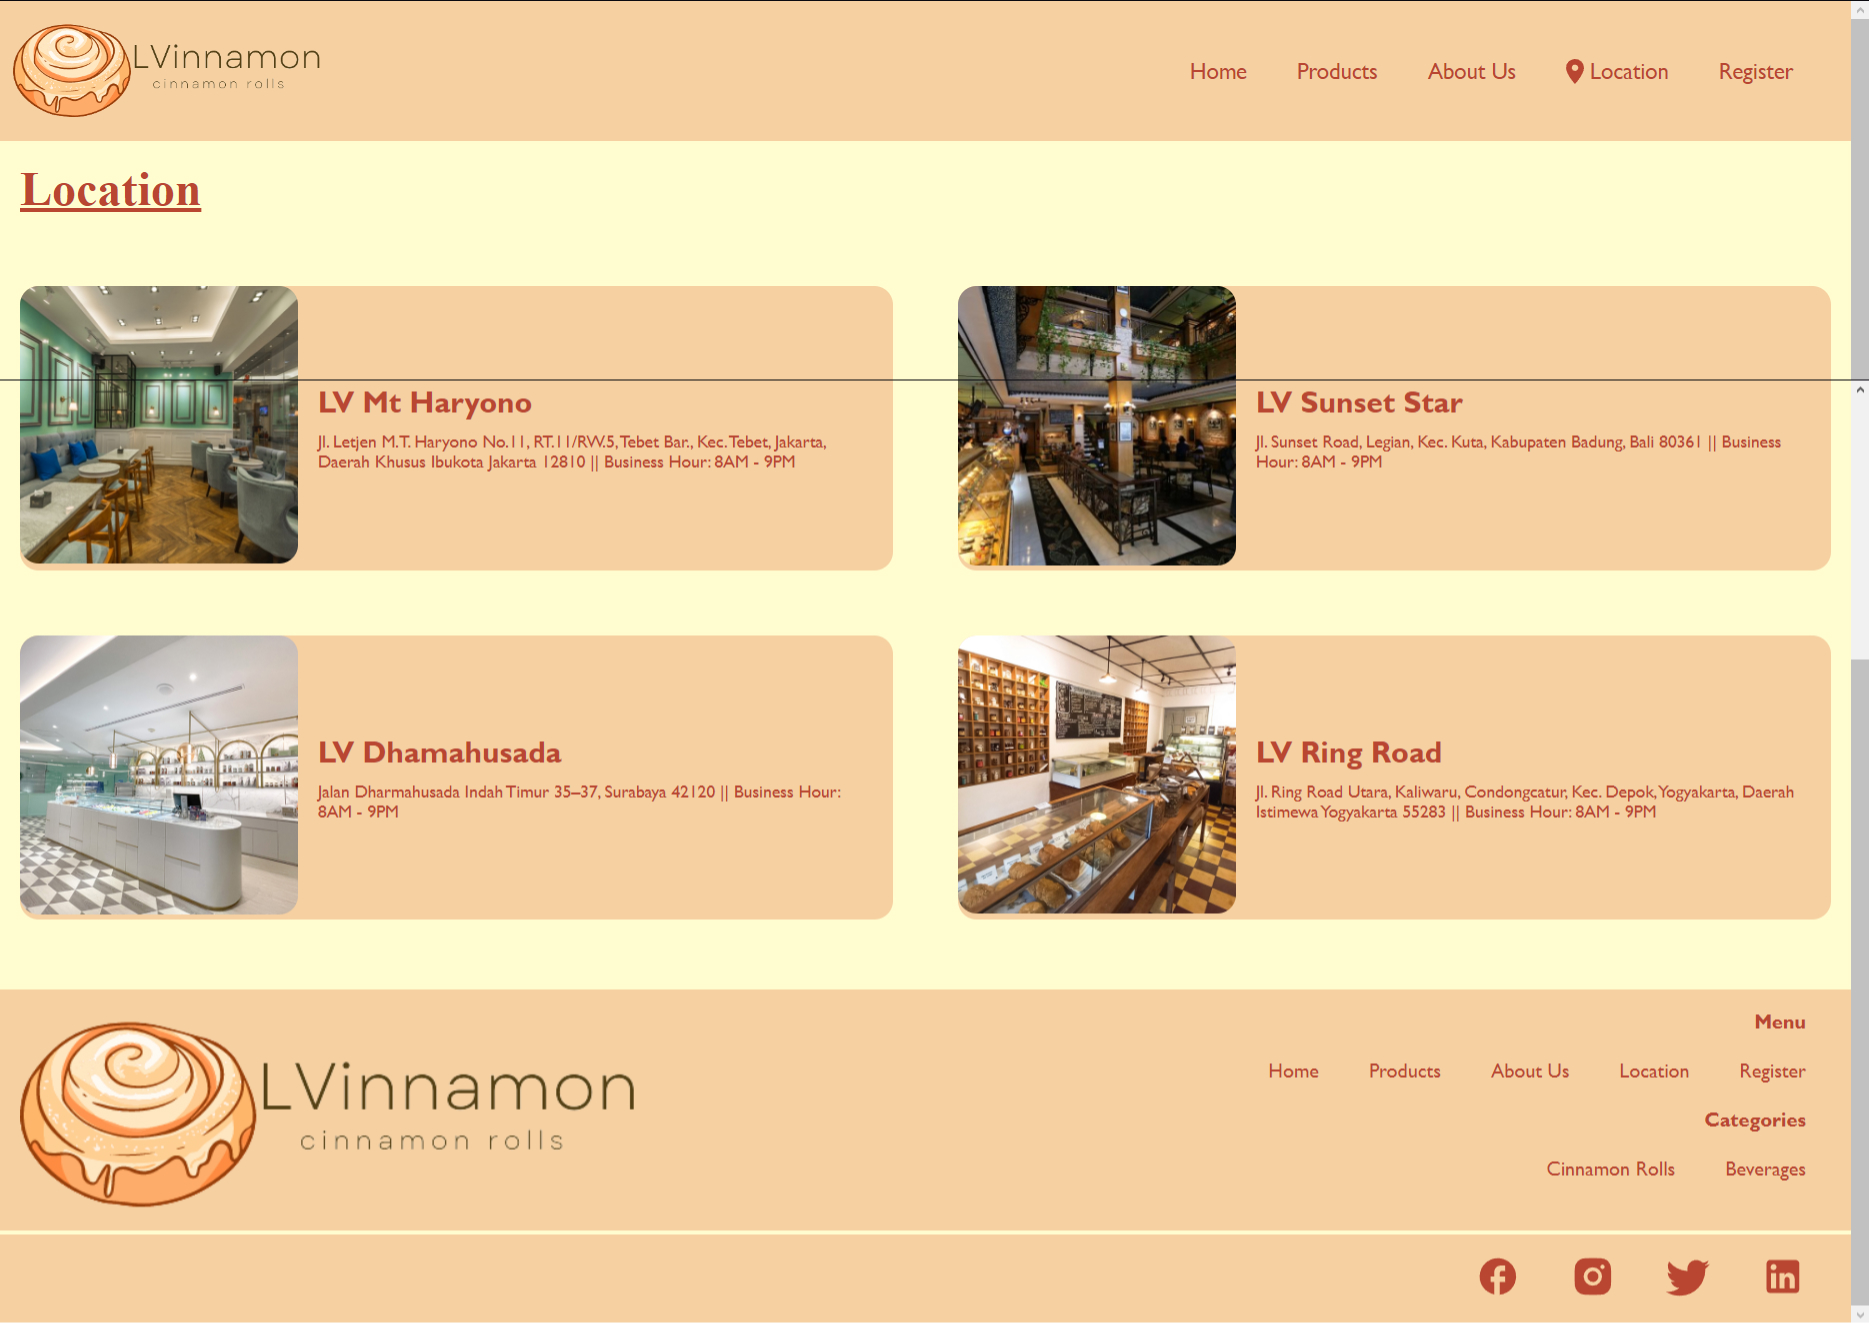 LVinnamon
cinnamon rolls
Home Products About Us Location Register
Location
LV Mt Haryono
Jl. Letjen M.T. Haryono No.11, RT.11/RW.5, Tebet Bar., Kec. Tebet, Jakarta,
Daerah Khusus Ibukota Jakarta 12810 || Business Hour: 8AM - 9PM
LV Sunset Star
Jl. Sunset Road, Legian, Kec. Kuta, Kabupaten Badung, Bali 80361 || Business
Hour: 8AM - 9PM
LV Dhamahusada
Jalan Dharmahusada Indah Timur 35–37, Surabaya 42120 || Business Hour:
8AM - 9PM
LV Ring Road
Jl. Ring Road Utara, Kaliwaru, Condongcatur, Kec. Depok, Yogyakarta, Daerah
Istimewa Yogyakarta 55283 || Business Hour: 8AM - 9PM
LVinnamon
cinnamon rolls
Menu
Home Products About Us Location Register
Categories
Cinnamon Rolls Beverages